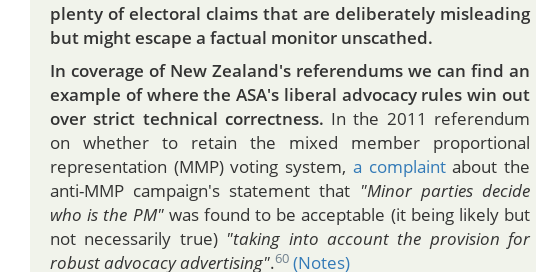 plenty of electoral claims that are deliberately misleading
but might escape a factual monitor unscathed.
In coverage of New Zealand's referendums we can find an
example of where the ASA's liberal advocacy rules win out
over strict technical correctness. In the 2011 referendum
on whether to retain the mixed member proportional
representation (MMP) voting system, a complaint about the
anti-MMP campaign's statement that "Minor parties decide
who is the PM" was found to be acceptable (it being likely but
not necessarily true) "taking into account the provision for
robust advocacy advertising".60 (Notes)